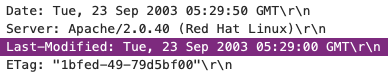 Date: Tue, 23 Sep 2003 05:29:50 GMT\r\n
Server: Apache/2.0.40 (Red Hat Linux)\r\n
Last-Modified: Tue, 23 Sep 2003 05:29:00 GMT\r\n
ETag: "1bfed-49-79d5bf00"\r\n